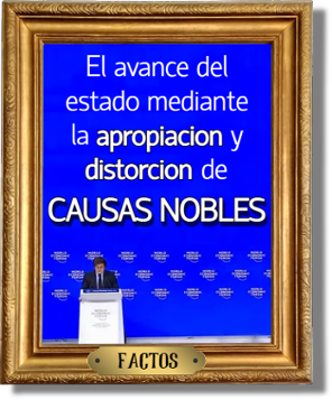 El avance del
estado mediante
la apropiacion y
distorcion de
CAUSAS NOBLES
FACTOS